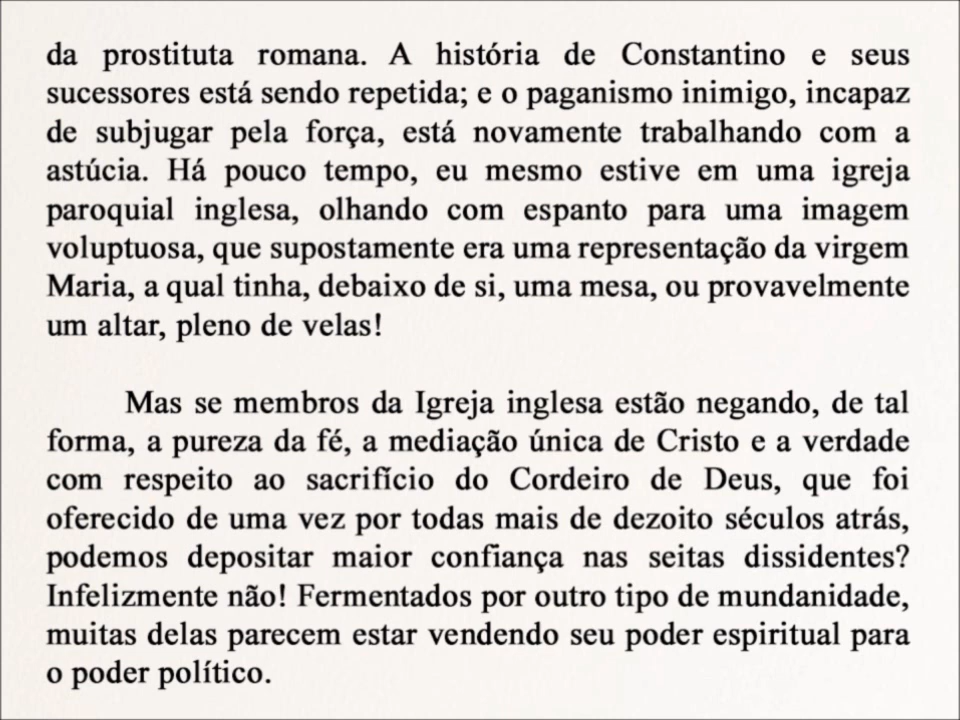 da prostituta romana. A história de Constantino e seus
sucessores está sendo repetida; e o paganismo inimigo, incapaz
de subjugar pela força, está novamente trabalhando com a
astúcia. Há pouco tempo, eu mesmo estive em uma igreja
paroquial inglesa, olhando com espanto para uma imagem
voluptuosa, que supostamente era uma representação da virgem
Maria, a qual tinha, debaixo de si, uma mesa, ou provavelmente
um altar, pleno de velas!
Mas se membros da Igreja inglesa estão negando, de tal
forma, a pureza da fé, a mediação única de Cristo e a verdade
com respeito ao sacrifício do Cordeiro de Deus, que foi
oferecido de uma vez por todas mais de dezoito séculos atrás,
podemos depositar maior confiança nas seitas dissidentes?
Infelizmente não! Fermentados por outro tipo de mundanidade,
muitas delas parecem estar vendendo seu poder espiritual para
o poder político.